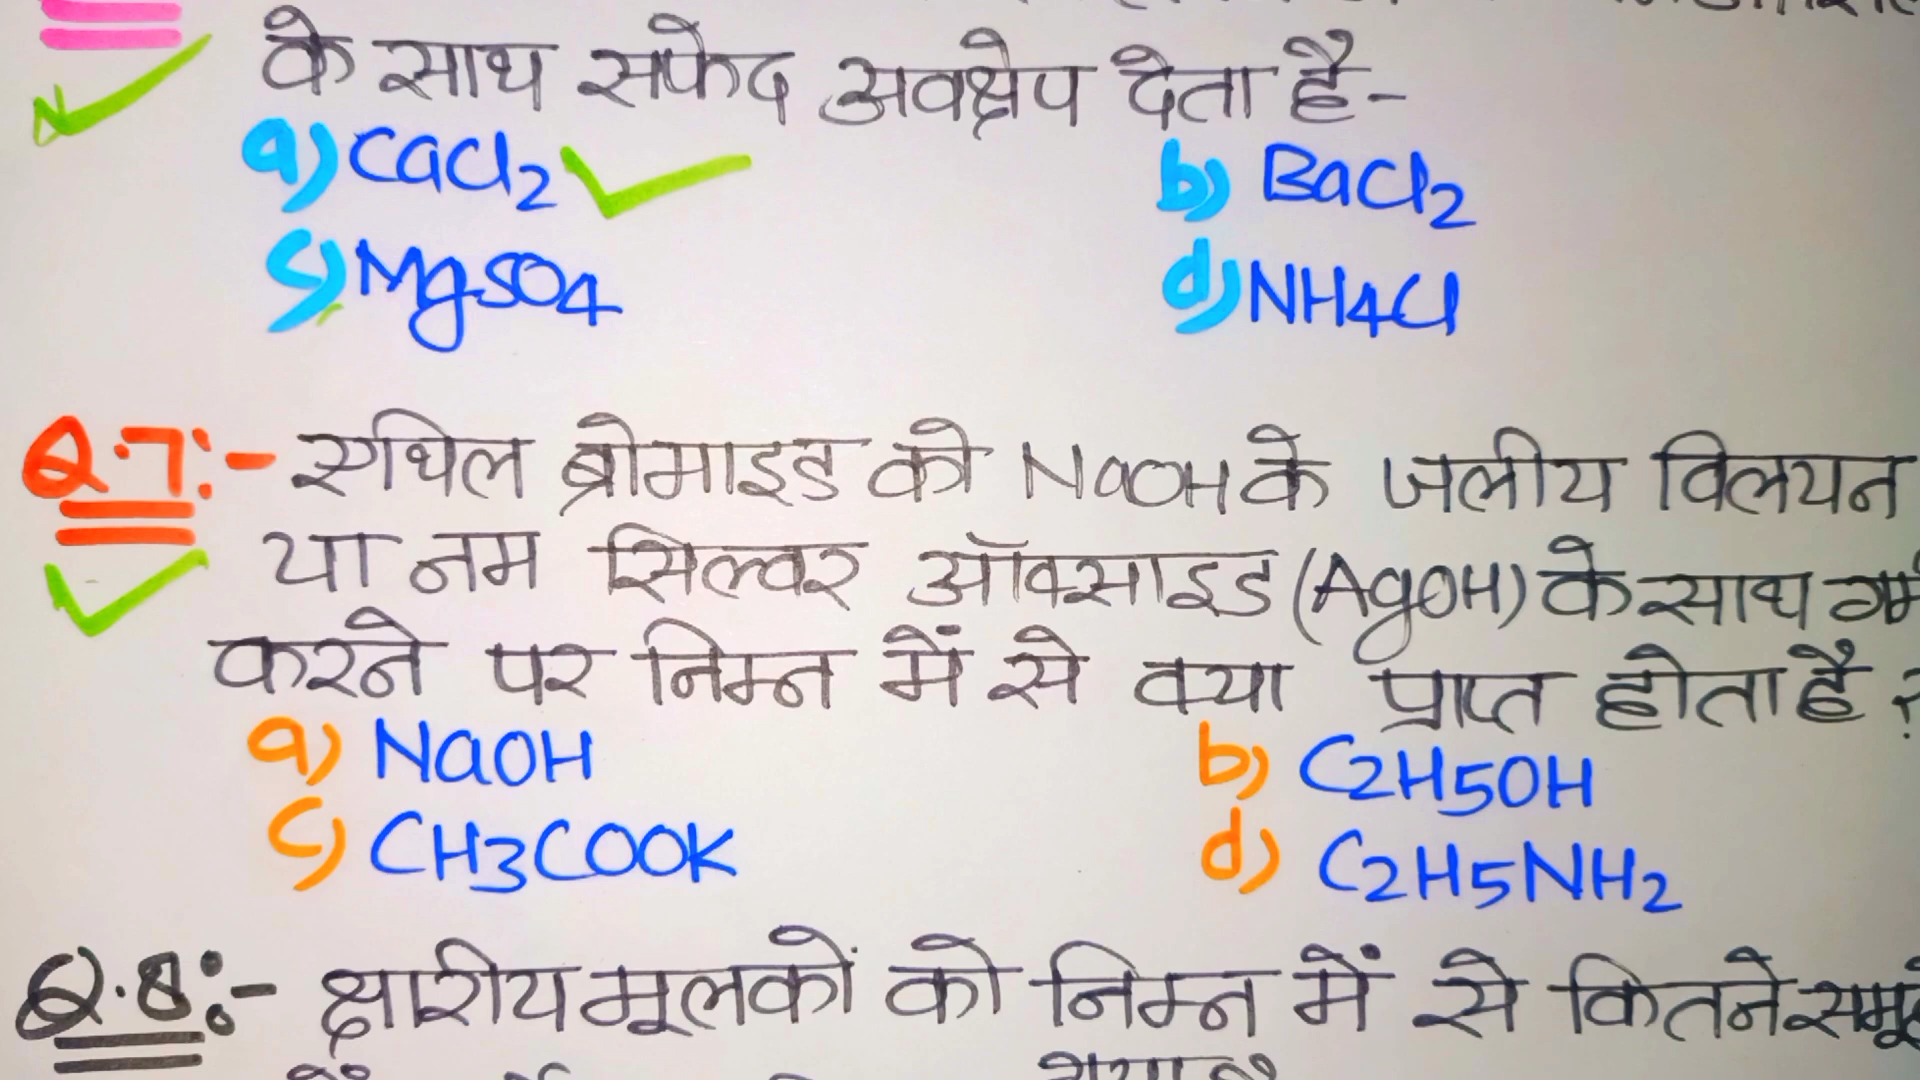 के साथ सफेद अवक्षेप देता है-
a) CaCl2 b) BaCl2
c) MgSO4 d) NH4Cl
Q.7:- एथिल ब्रोमाइड को NaOH के जलीय विलयन
या नम सिल्वर ऑक्साइड (AgOH) के साथ गर्म
करने पर निम्न में से क्या प्राप्त होता है?
a) NaOH b) C2H5OH
c) CH3COOK d) C2H5NH2
Q.8:- क्षारीय मूलकों को निम्न में से कितने